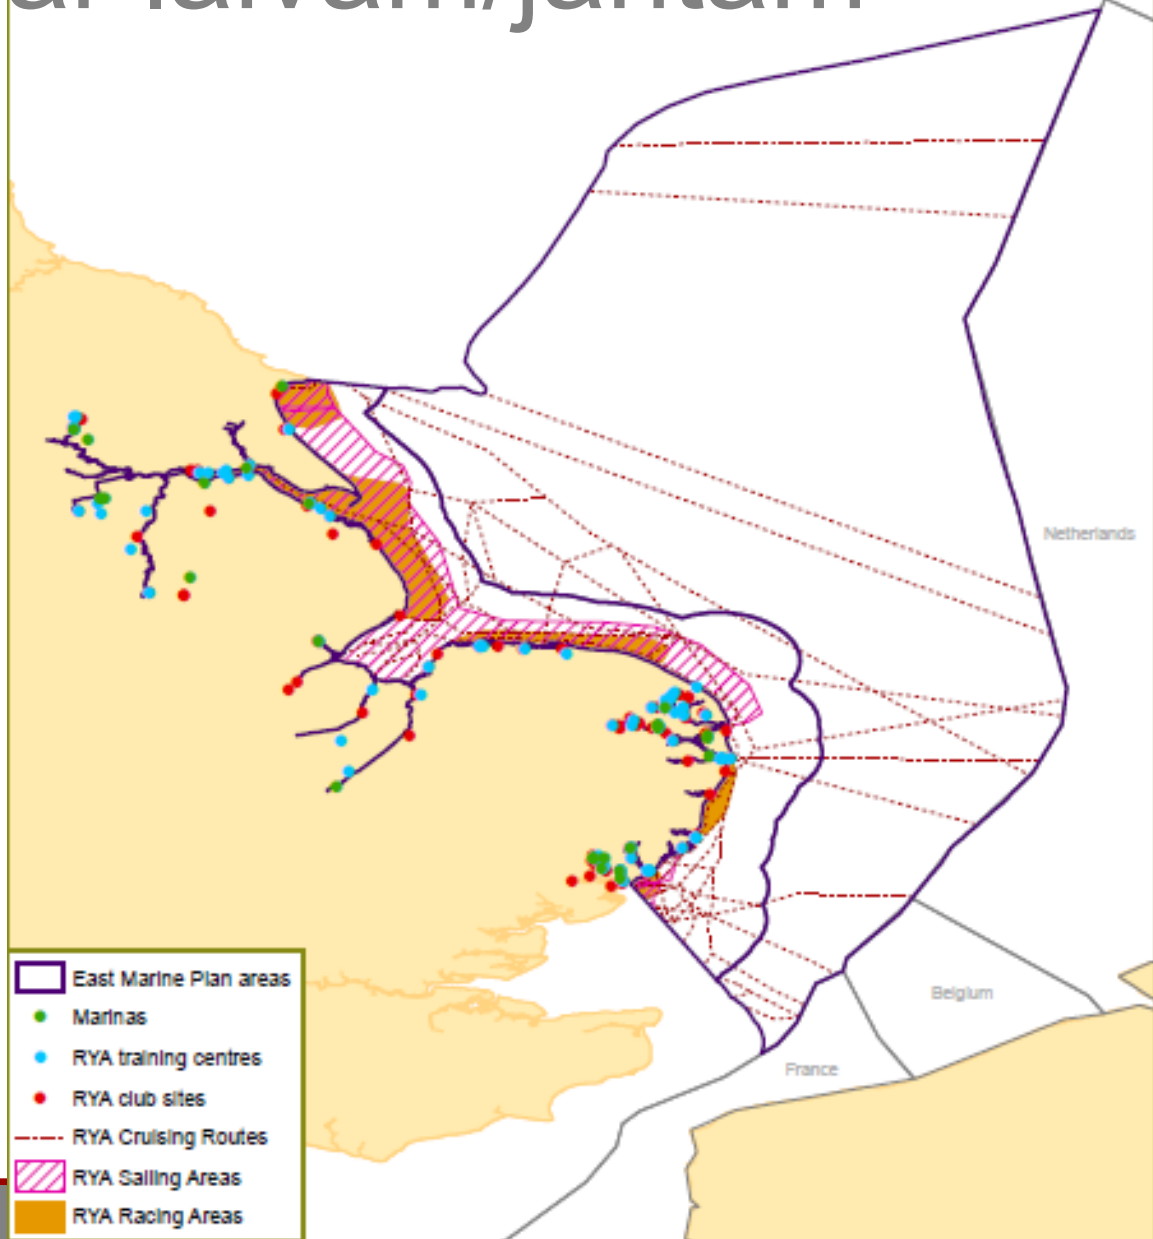 Netherlands
Belgium
France
East Marine Plan areas
Marinas
RYA training centres
RYA club sites
RYA Cruising Routes
RYA Sailing Areas
RYA Racing Areas